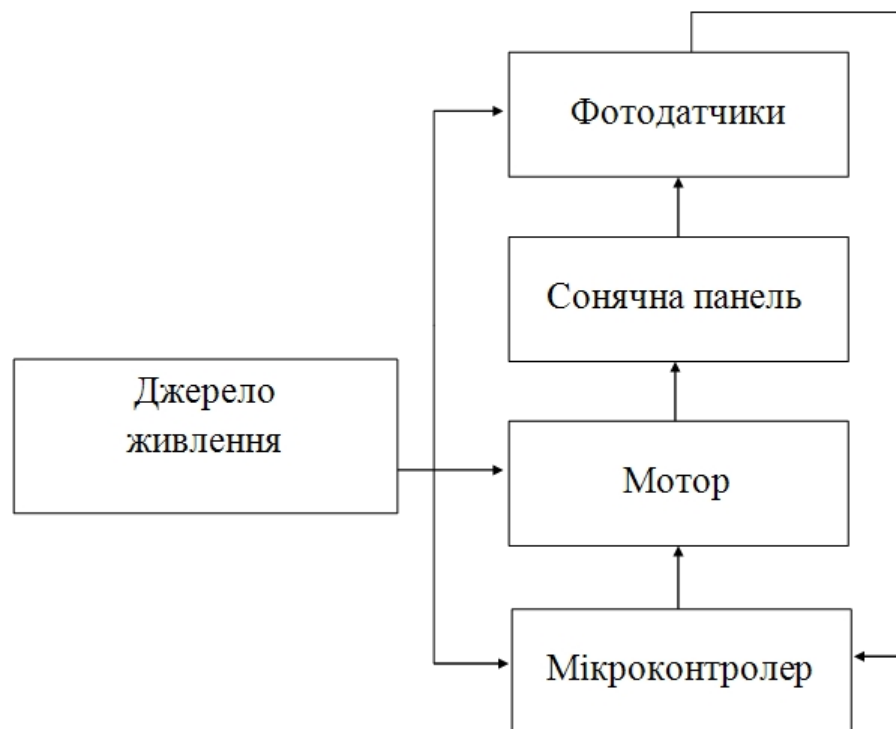 Фотодатчики
Сонячна панель
Джерело
живлення
Мотор
Мікроконтролер